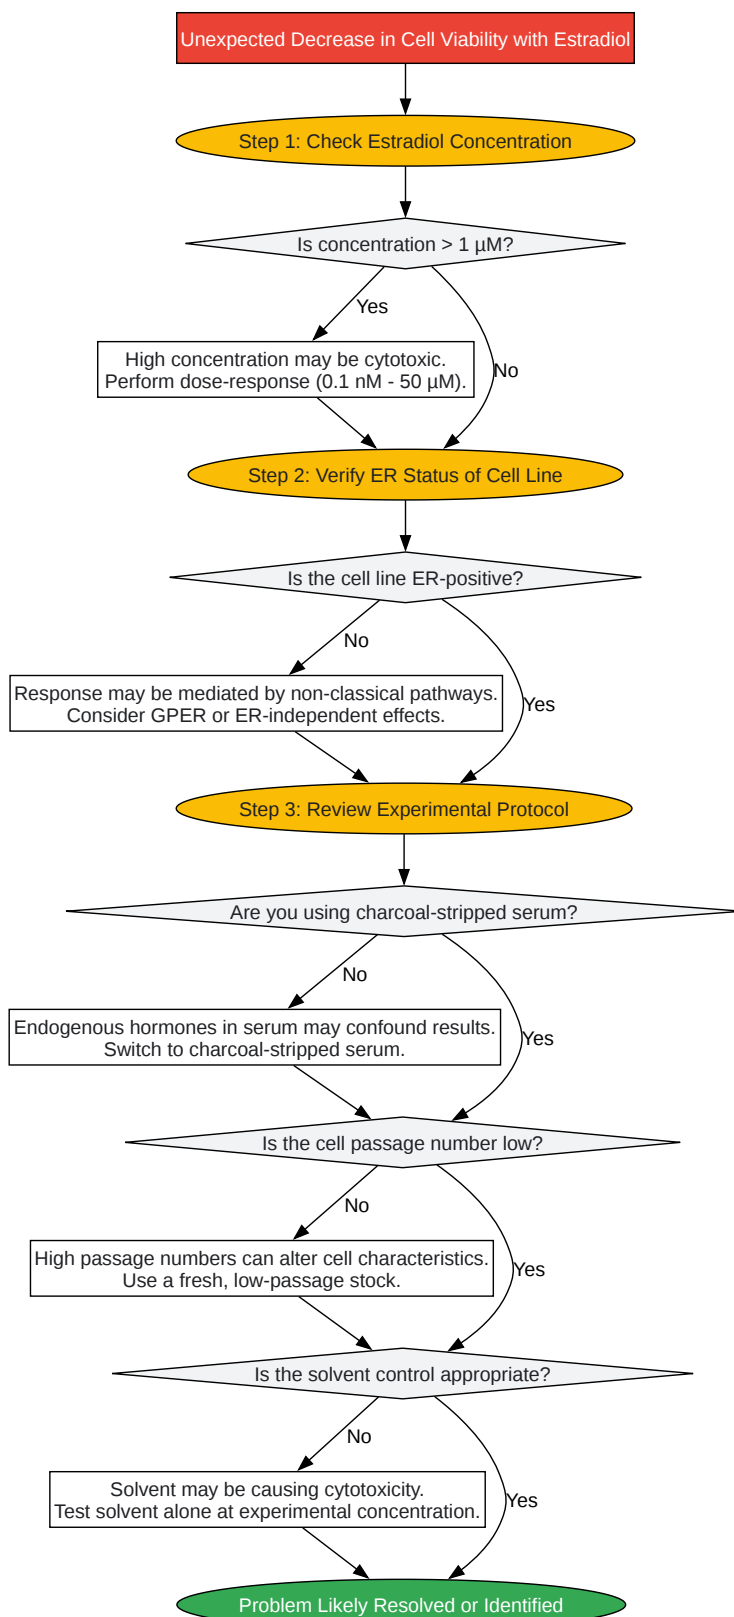 Unexpected Decrease in Cell Viability with Estradiol
Step 1: Check Estradiol Concentration
Is concentration > 1 µM?
Yes
High concentration may be cytotoxic.
Perform dose-response (0.1 nM - 50 µM).
No
Step 2: Verify ER Status of Cell Line
Is the cell line ER-positive?
No
Response may be mediated by non-classical pathways.
Consider GPER or ER-independent effects.
Yes
Step 3: Review Experimental Protocol
Are you using charcoal-stripped serum?
No
Endogenous hormones in serum may confound results.
Switch to charcoal-stripped serum.
Yes
Is the cell passage number low?
No
High passage numbers can alter cell characteristics.
Use a fresh, low-passage stock.
Yes
Is the solvent control appropriate?
No
Solvent may be causing cytotoxicity.
Test solvent alone at experimental concentration.
Yes
Problem Likely Resolved or Identified